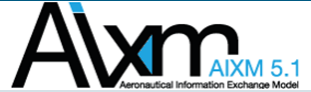 Aixm AIXM 5.1
Aeronautical Information Exchange Model